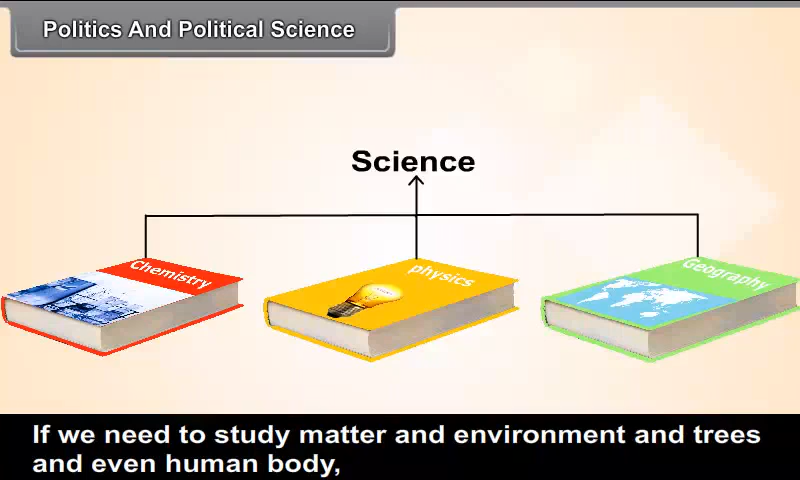 Politics And Political Science
Science
Chemistry
physics
Geography
If we need to study matter and environment and trees
and even human body,